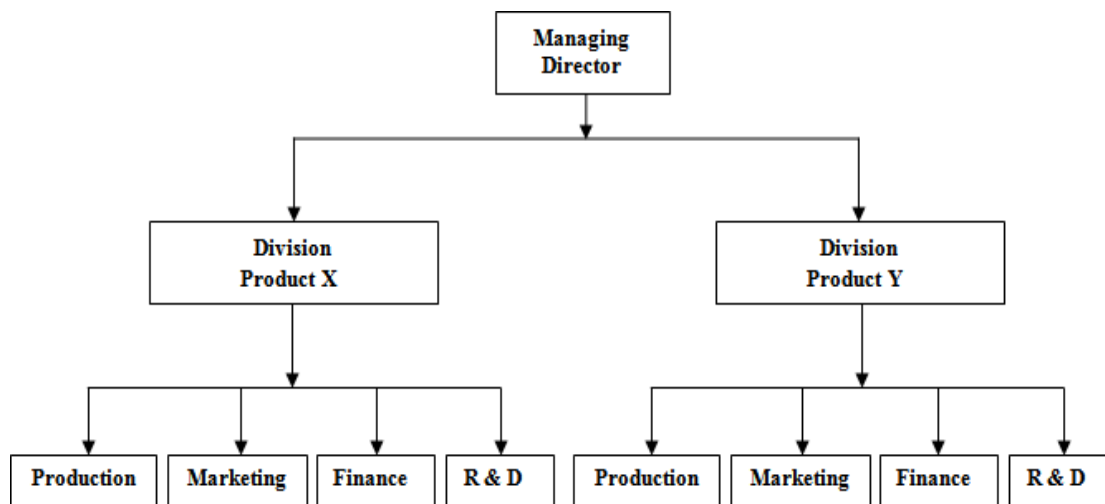 Managing
Director
Division
Product X
Division
Product Y
Production
Marketing
Finance
R & D
Production
Marketing
Finance
R & D